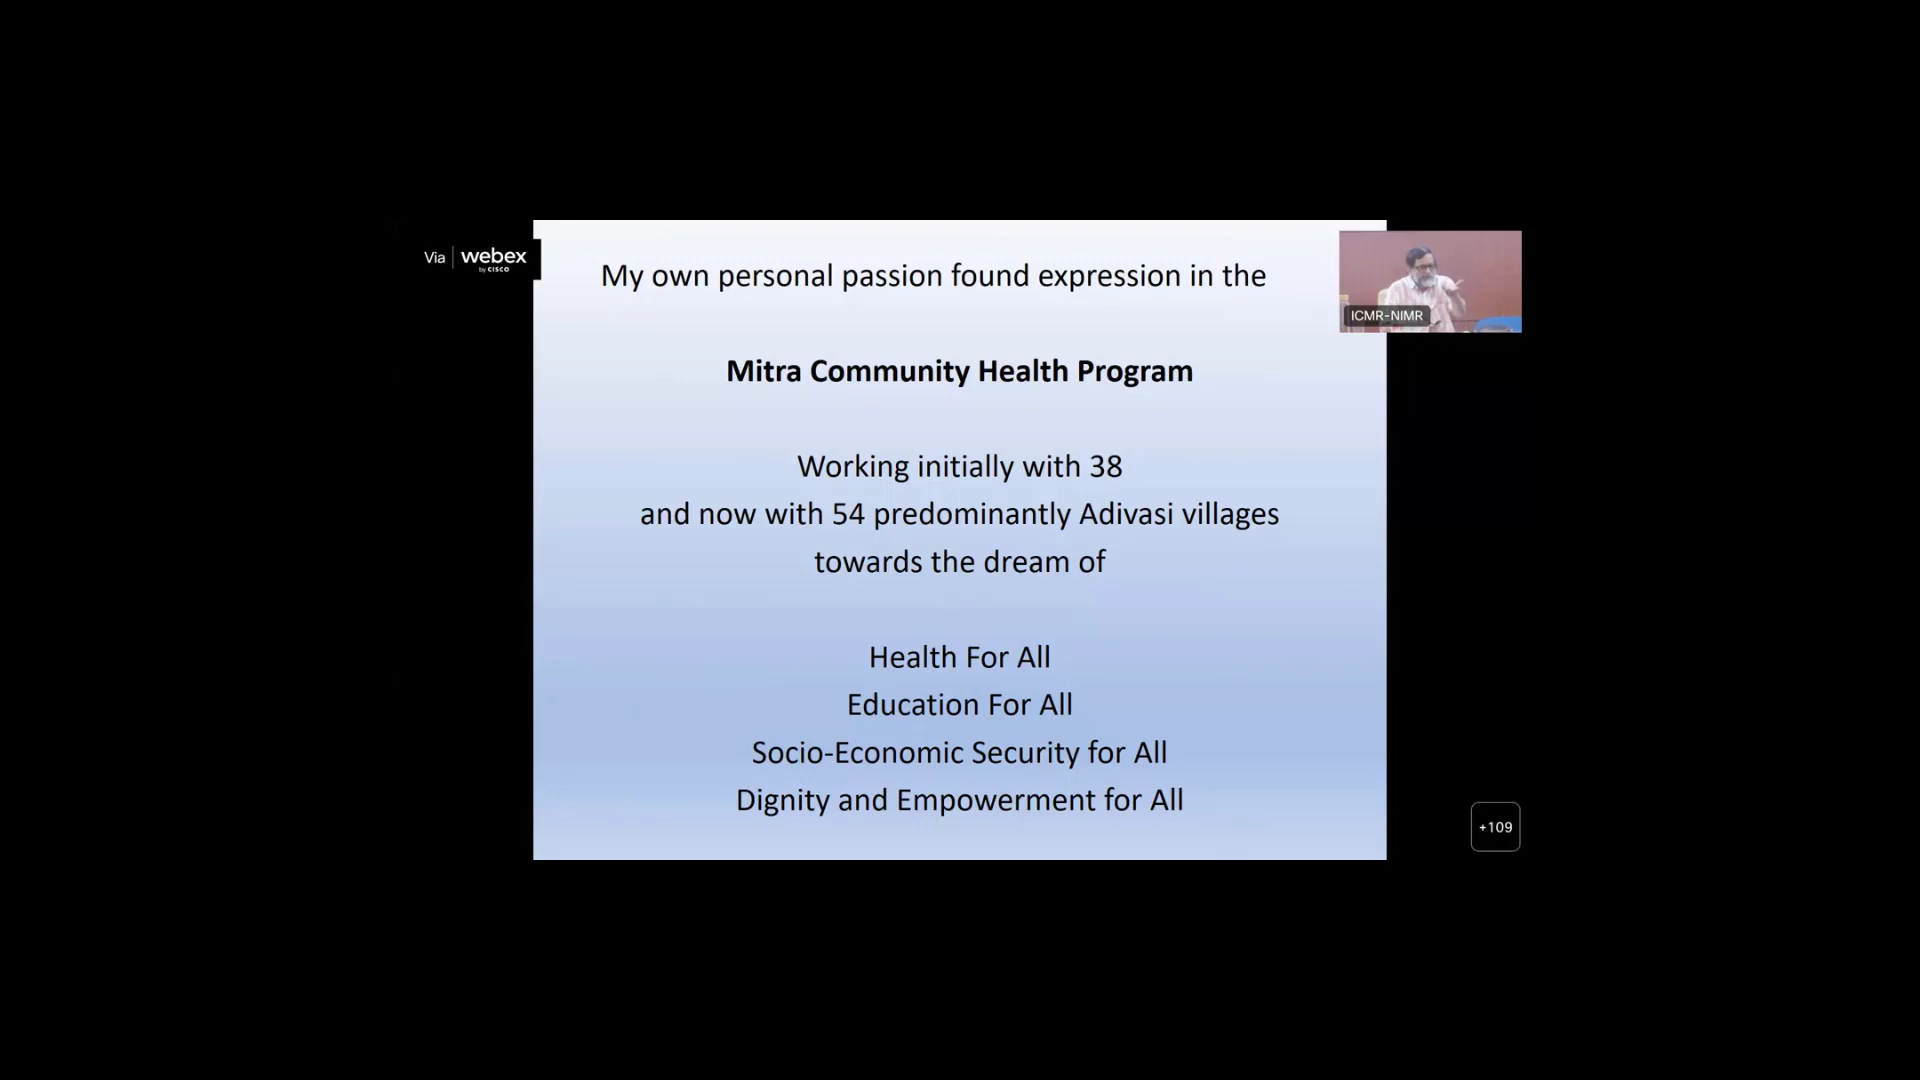 Via webex
by CISCO
My own personal passion found expression in the
ICMR-NIMR
Mitra Community Health Program
Working initially with 38
and now with 54 predominantly Adivasi villages
towards the dream of
Health For All
Education For All
Socio-Economic Security for All
Dignity and Empowerment for All
+109